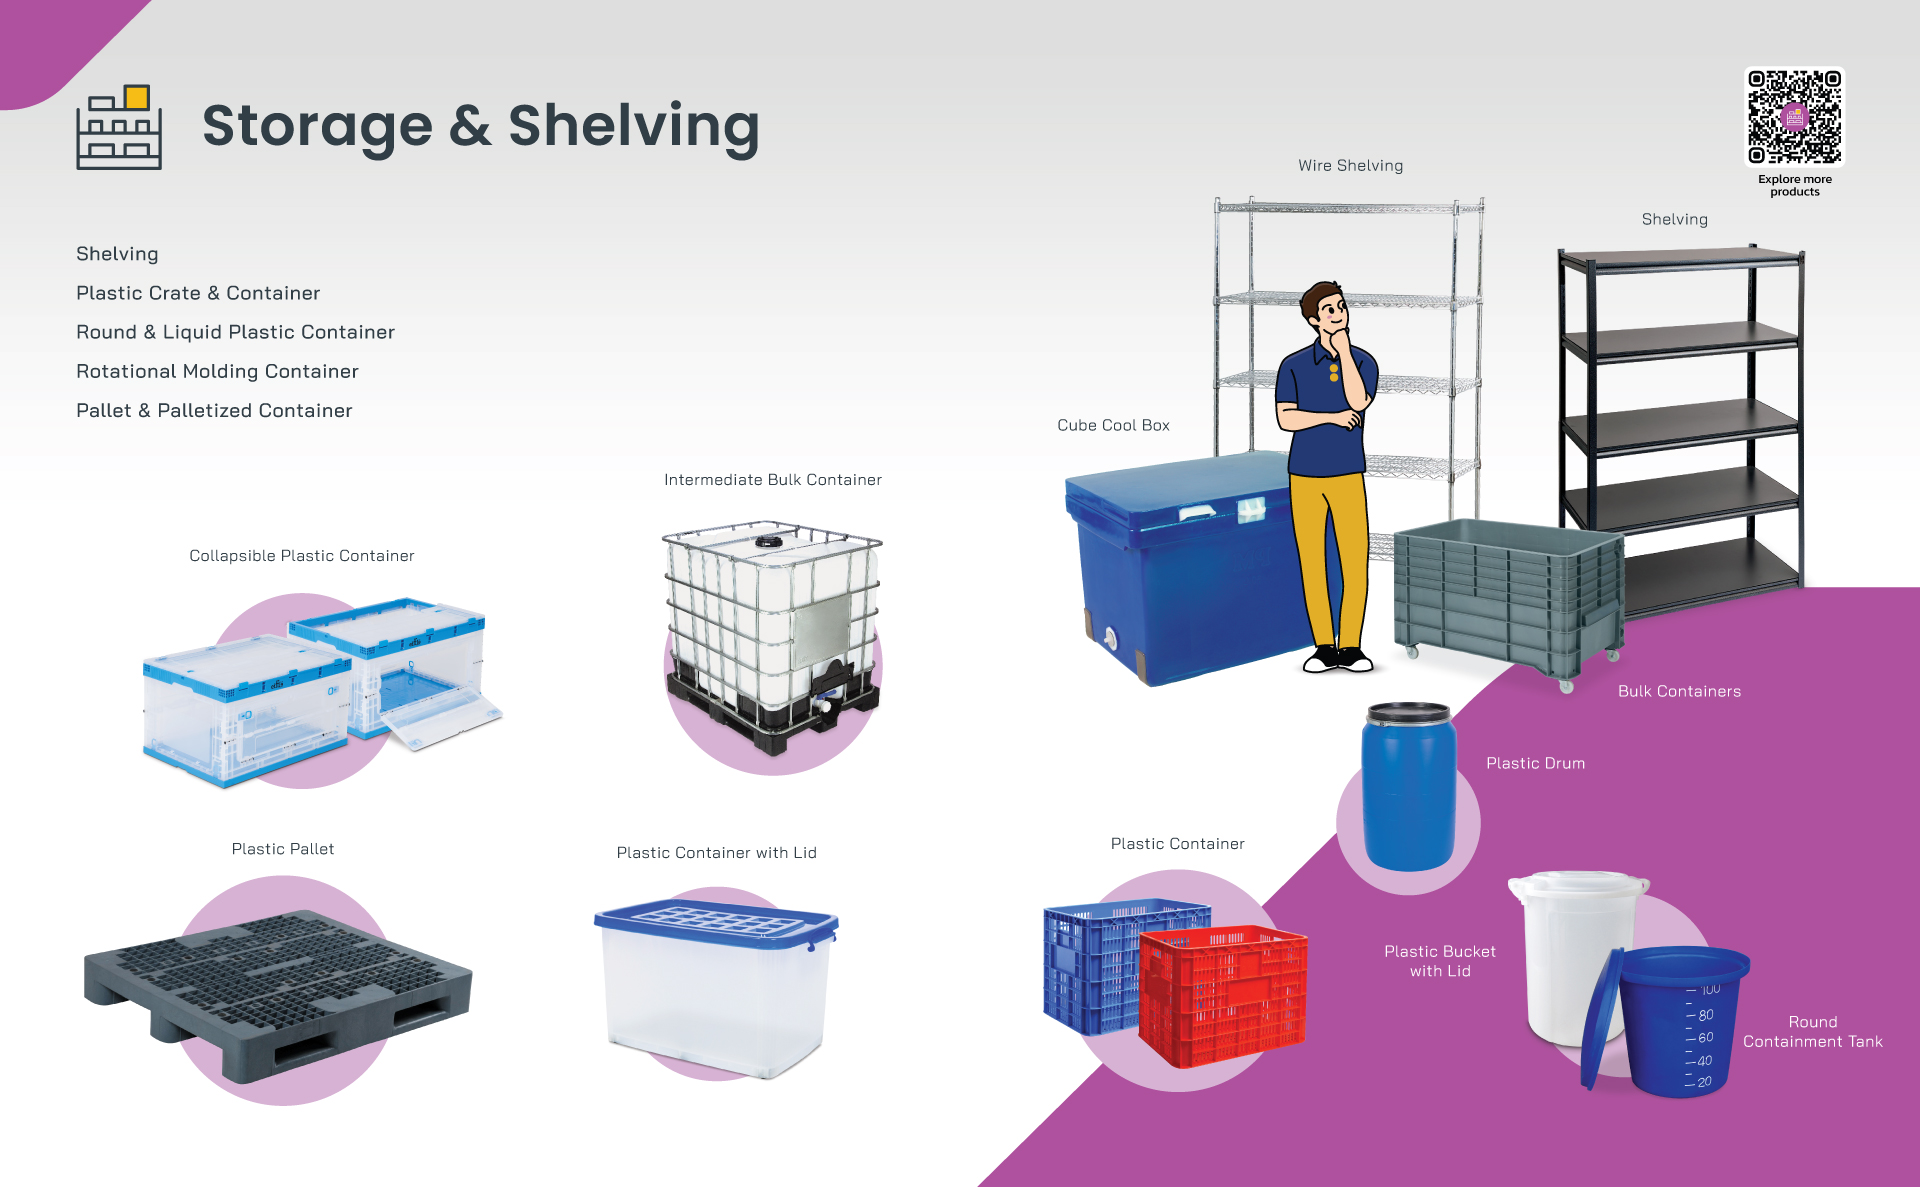 Storage & Shelving
Explore more
products
Shelving
Plastic Crate & Container
Round & Liquid Plastic Container
Rotational Molding Container
Pallet & Palletized Container
Wire Shelving
Shelving
Cube Cool Box
Intermediate Bulk Container
Collapsible Plastic Container
Bulk Containers
Plastic Drum
Plastic Pallet
Plastic Container with Lid
Plastic Container
Plastic Bucket
with Lid
Round
Containment Tank
100
80
60
40
20